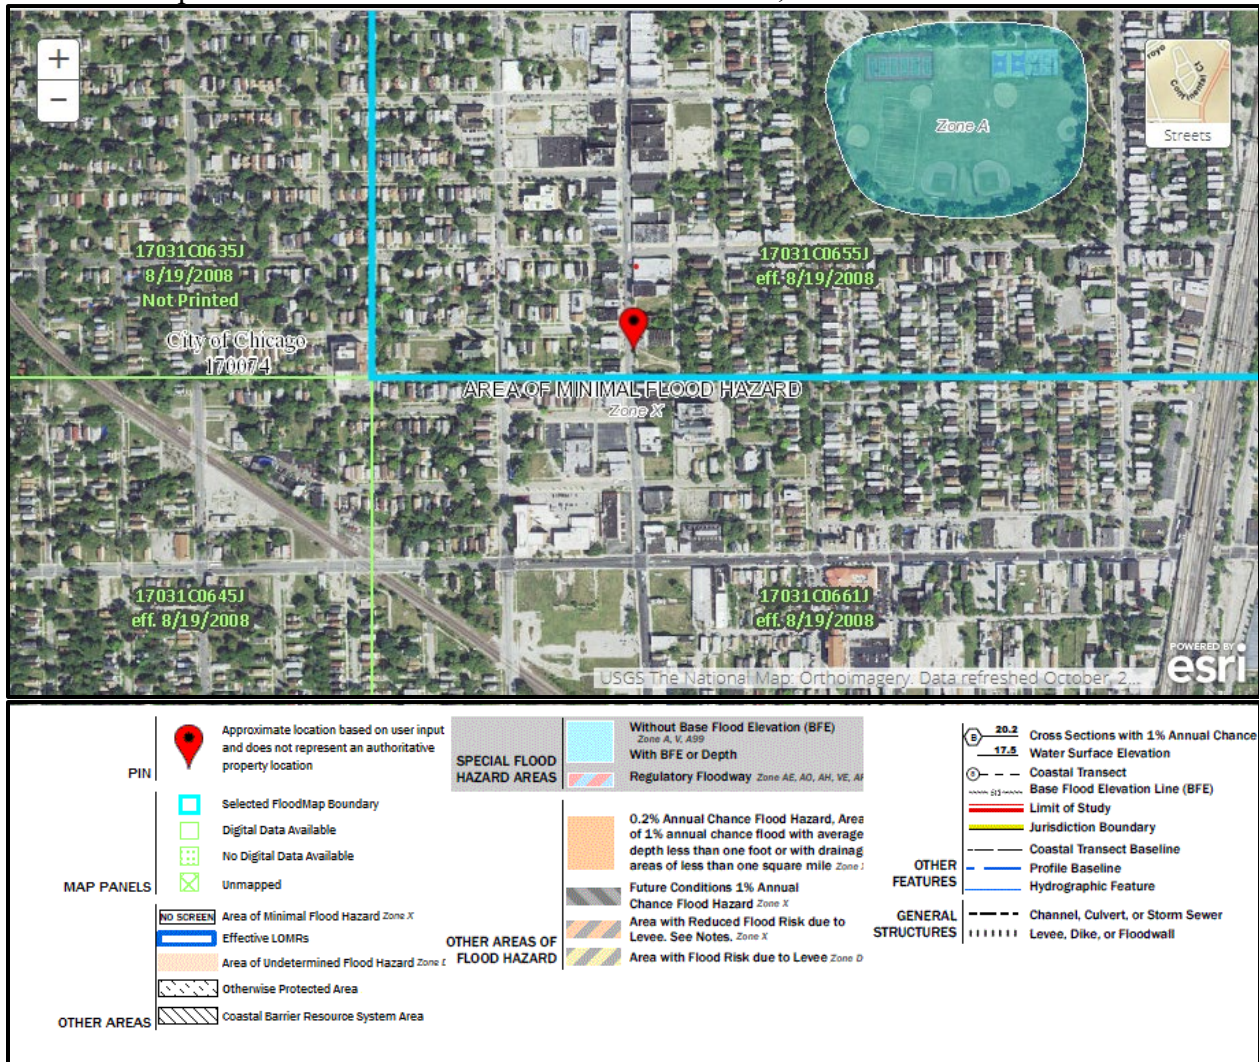 +
−
Zone A
Streets
17031C0635J
8/19/2008
Not Printed
17031C0655J
eff. 8/19/2008
City of Chicago
170074
AREA OF MINIMAL FLOOD HAZARD
Zone X
17031C0645J
eff. 8/19/2008
17031C0661J
eff. 8/19/2008
POWERED BY
esri
USGS The National Map: Orthoimagery. Data refreshed October, 2...
PIN
Approximate location based on user input
and does not represent an authoritative
property location
MAP PANELS
Selected FloodMap Boundary
Digital Data Available
No Digital Data Available
Unmapped
OTHER AREAS
NO SCREEN Area of Minimal Flood Hazard Zone X
Effective LOMRs
Area of Undetermined Flood Hazard Zone
Otherwise Protected Area
Coastal Barrier Resource System Area
SPECIAL FLOOD
HAZARD AREAS
Without Base Flood Elevation (BFE)
Zone A, V, A99
With BFE or Depth
Regulatory Floodway Zone AE, AO, AH, VE,
OTHER AREAS OF
FLOOD HAZARD
0.2% Annual Chance Flood Hazard, Area
of 1% annual chance flood with average
depth less than one foot or with drainag
areas of less than one square mile Zone
Future Conditions 1% Annual
Chance Flood Hazard Zone X
Area with Reduced Flood Risk due to
Levee. See Notes. Zone X
Area with Flood Risk due to Levee Zone D
OTHER
FEATURES
B 20.2 Cross Sections with 1% Annual Chance
17.5 Water Surface Elevation
8 Coastal Transect
513 Base Flood Elevation Line (BFE)
Limit of Study
Jurisdiction Boundary
Coastal Transect Baseline
Profile Baseline
Hydrographic Feature
GENERAL
STRUCTURES
Channel, Culvert, or Storm Sewer
Levee, Dike, or Floodwall